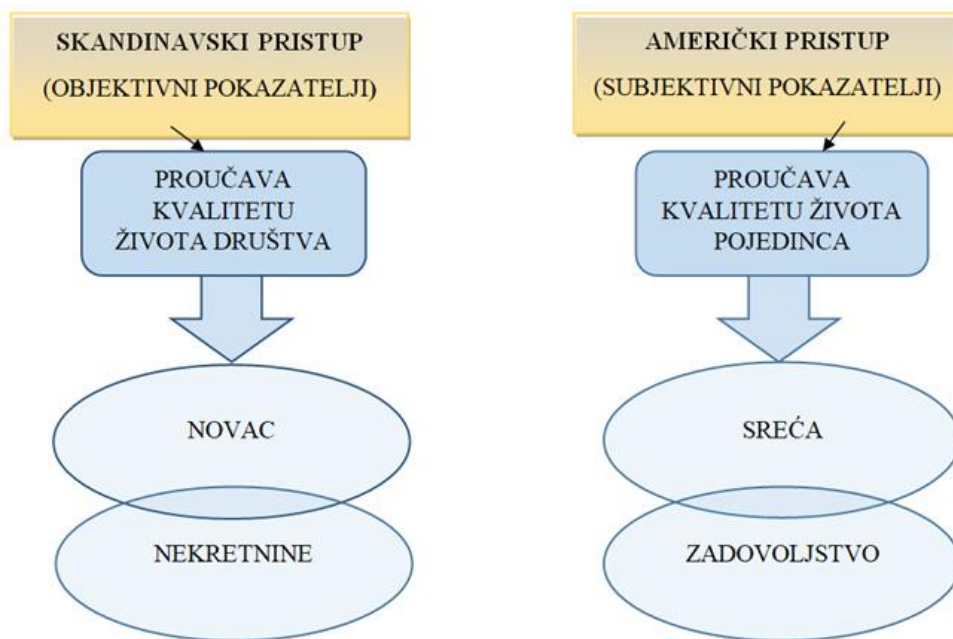 SKANDINAVSKI PRISTUP
(OBJEKTIVNI POKAZATELJI)
PROUČAVA
KVALITETU
ŽIVOTA DRUŠTVA
NOVAC
NEKRETNINE
AMERIČKI PRISTUP
(SUBJEKTIVNI POKAZATELJI)
PROUČAVA
KVALITETU ŽIVOTA
POJEDINCA
SREĆA
ZADOVOLJSTVO